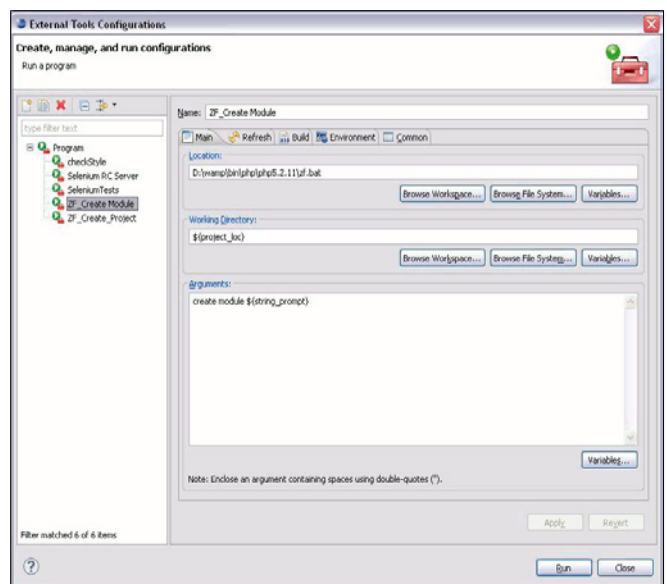 External Tools Configurations
Create, manage, and run configurations
Run a program
type filter text
Program
checkStyle
Selenium RC Server
SeleniumTests
ZF_Create Module
ZF_Create_Project
Filter matched 6 of 6 items
Name: ZF_Create Module
Main Refresh Build Environment Common
Location:
D:\wamp\bin\php\php5.2.11\zf.bat
Browse Workspace... Browse File System... Variables...
Working Directory:
${project_loc}
Browse Workspace... Browse File System... Variables...
Arguments:
create module ${string_prompt}
Variables...
Note: Enclose an argument containing spaces using double-quotes (").
Apply Revert
? Run Close